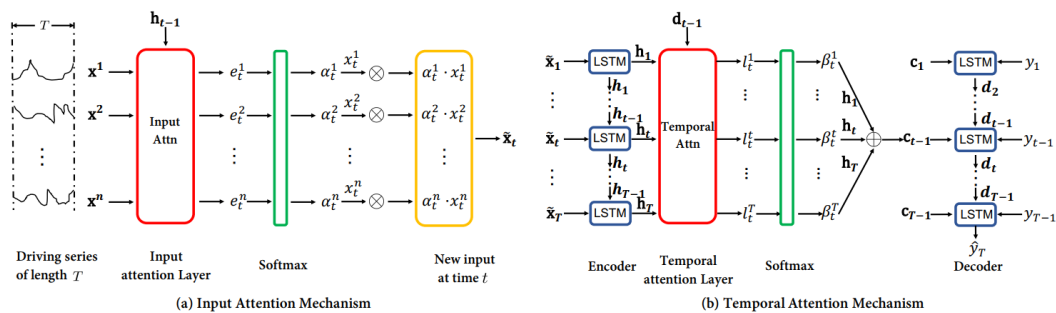 T
h_{t-1}
x^1
x^2
⋮
x^n
Input
Attn
e_t^1
e_t^2
⋮
e_t^n
α_t^1
x_t^1
⊗
α_t^2
x_t^2
⊗
⋮
α_t^n
x_t^n
⊗
α_t^1 · x_t^1
α_t^2 · x_t^2
⋮
α_t^n · x_t^n
x̃_t
Driving series
of length T
Input
attention Layer
Softmax
New input
at time t
(a) Input Attention Mechanism
d_{t-1}
x̃_1
LSTM
h_1
h_1
⋮
h_{t-1}
x̃_t
LSTM
h_t
h_t
⋮
h_{T-1}
x̃_T
LSTM
h_T
Temporal
Attn
l_t^1
...
l_t^t
...
l_t^T
β_t^1
...
β_t^t
...
β_t^T
h_1
h_t
h_T
⊕
c_1
LSTM
y_1
d_2
⋮
d_{t-1}
c_{t-1}
LSTM
y_{t-1}
d_t
⋮
d_{T-1}
c_{T-1}
LSTM
y_{T-1}
ŷ_T
Encoder
Temporal
attention Layer
Softmax
Decoder
(b) Temporal Attention Mechanism